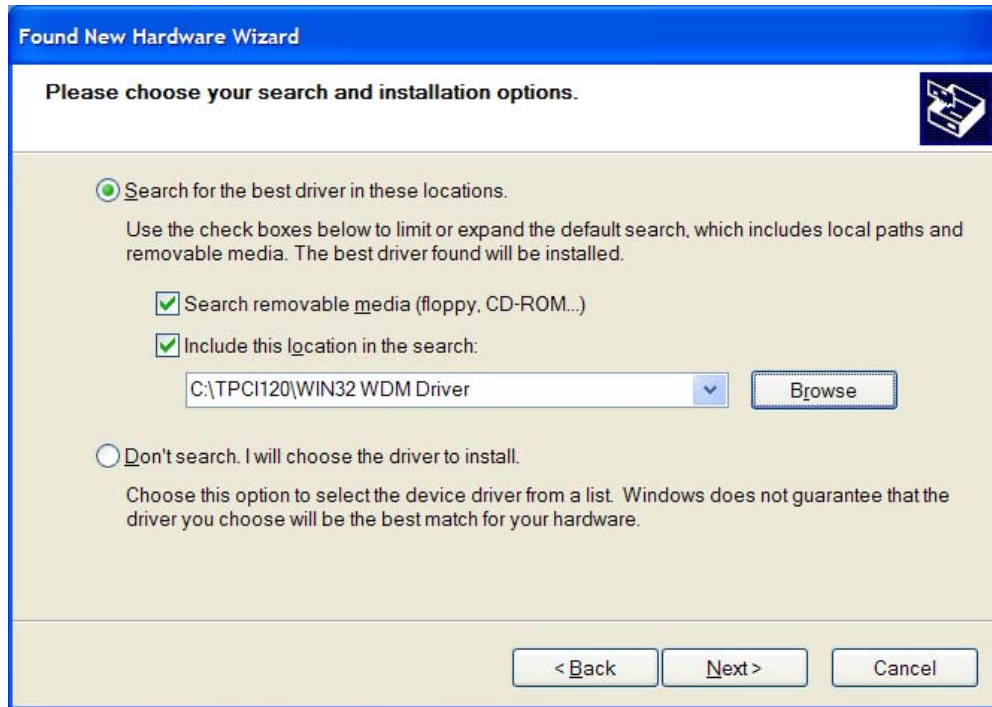 Found New Hardware Wizard
Please choose your search and installation options.
Search for the best driver in these locations.
Use the check boxes below to limit or expand the default search, which includes local paths and
removable media. The best driver found will be installed.
Search removable media (floppy, CD-ROM...)
Include this location in the search:
C:\TPCI120\WIN32 WDM Driver
Browse
Don't search. I will choose the driver to install.
Choose this option to select the device driver from a list. Windows does not guarantee that the
driver you choose will be the best match for your hardware.
< Back Next > Cancel